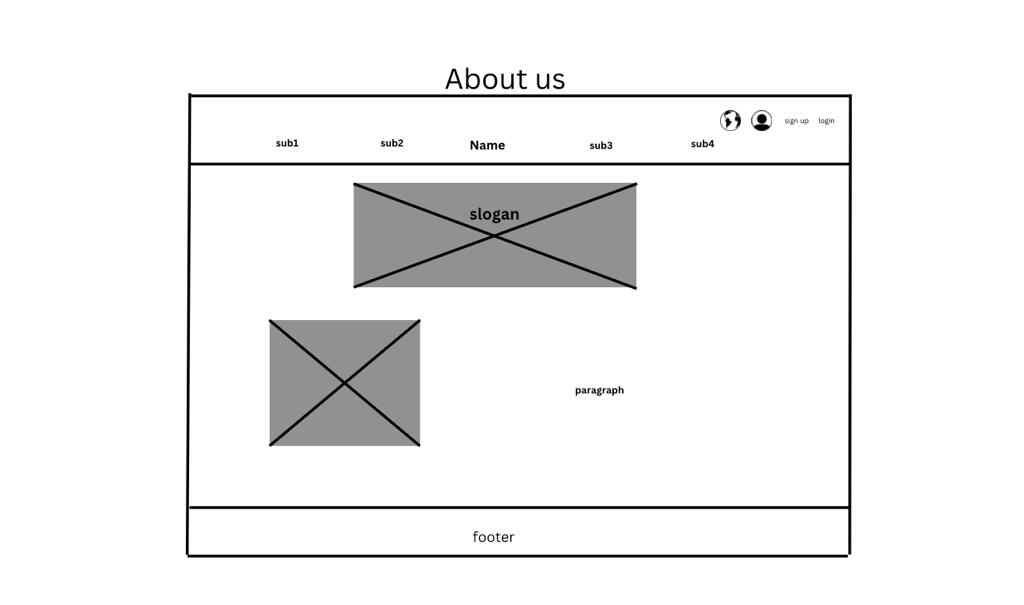 About us
sign up login
sub1 sub2 Name sub3 sub4
slogan
paragraph
footer